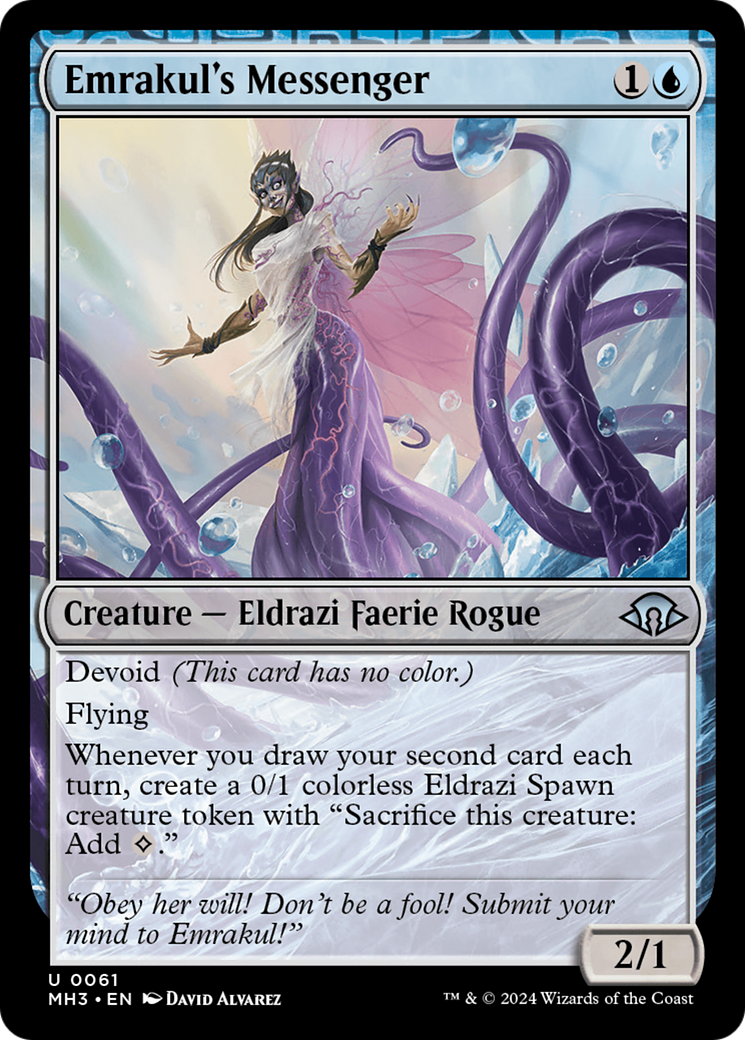 Emrakul's Messenger 1
Creature — Eldrazi Faerie Rogue
Devoid (This card has no color.)
Flying
Whenever you draw your second card each
turn, create a 0/1 colorless Eldrazi Spawn
creature token with “Sacrifice this creature:
Add .”
“Obey her will! Don't be a fool! Submit your
mind to Emrakul!”
2/1
U 0061
MH3 • EN David Alvarez
™ & © 2024 Wizards of the Coast